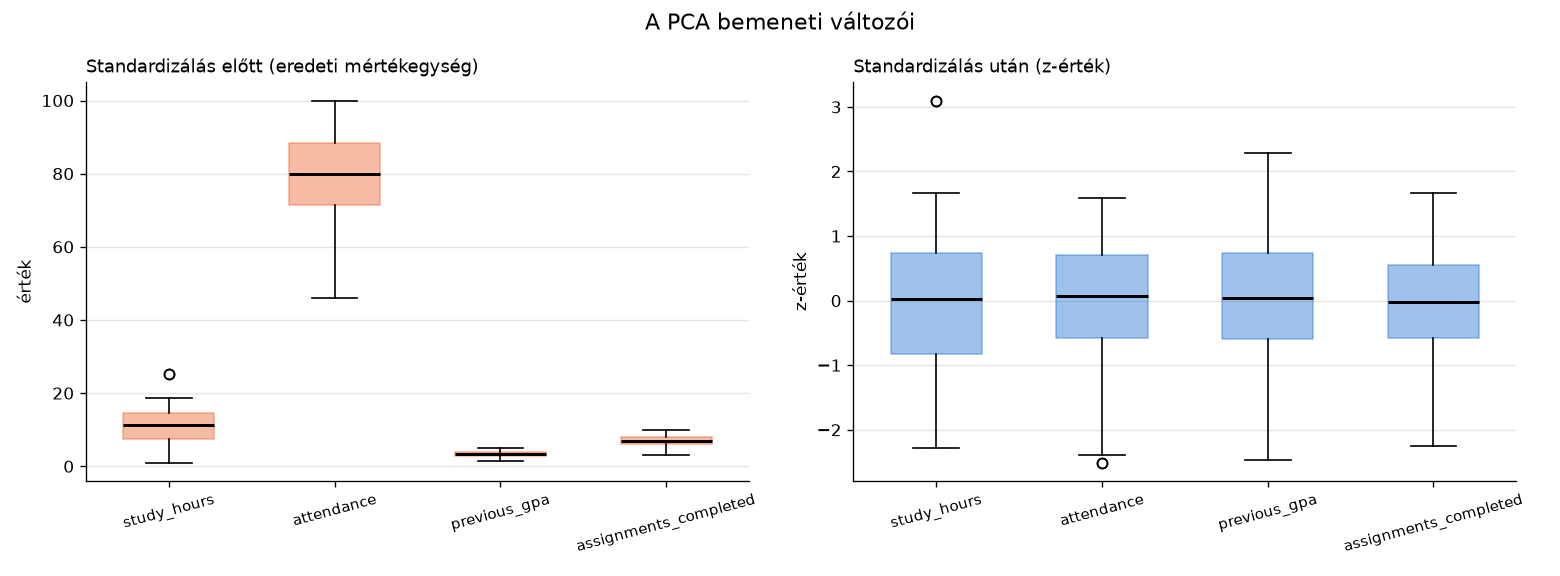 A PCA bemeneti változói
Standardizálás előtt (eredeti mértékegység)
érték
100
80
60
40
20
0
study_hours
attendance
previous_gpa
assignments_completed
Standardizálás után (z-érték)
z-érték
3
2
1
0
−1
−2
study_hours
attendance
previous_gpa
assignments_completed